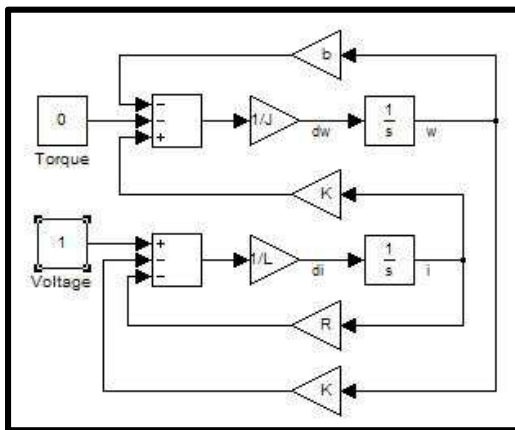 b
−
0 − 1/J 1/s
+ dw w
Torque
K
1 + 1/L 1/s
− di i
−
Voltage
R
K